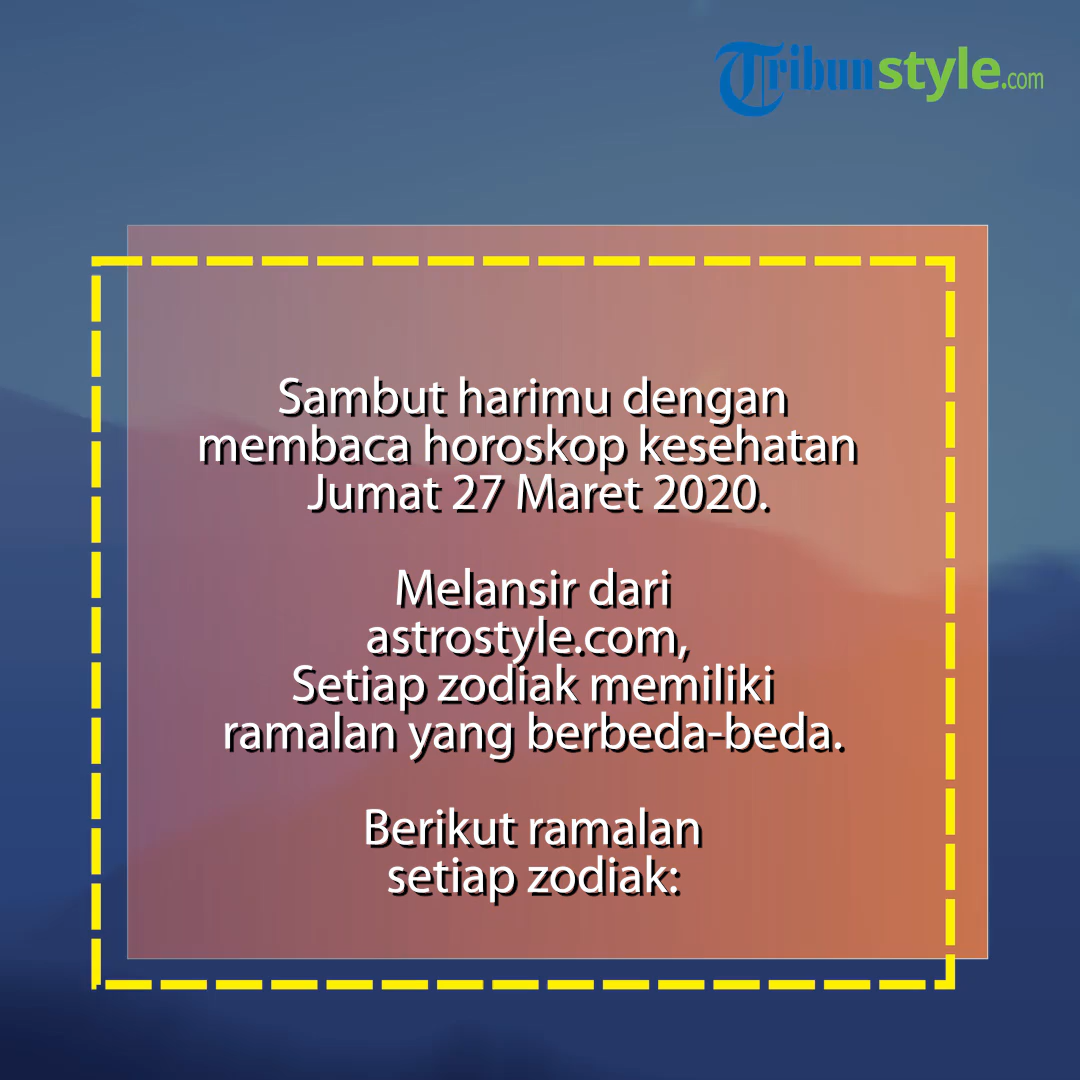 Tribunstyle.com
Sambut harimu dengan
membaca horoskop kesehatan
Jumat 27 Maret 2020.
Melansir dari
astrostyle.com,
Setiap zodiak memiliki
ramalan yang berbeda-beda.
Berikut ramalan
setiap zodiak: